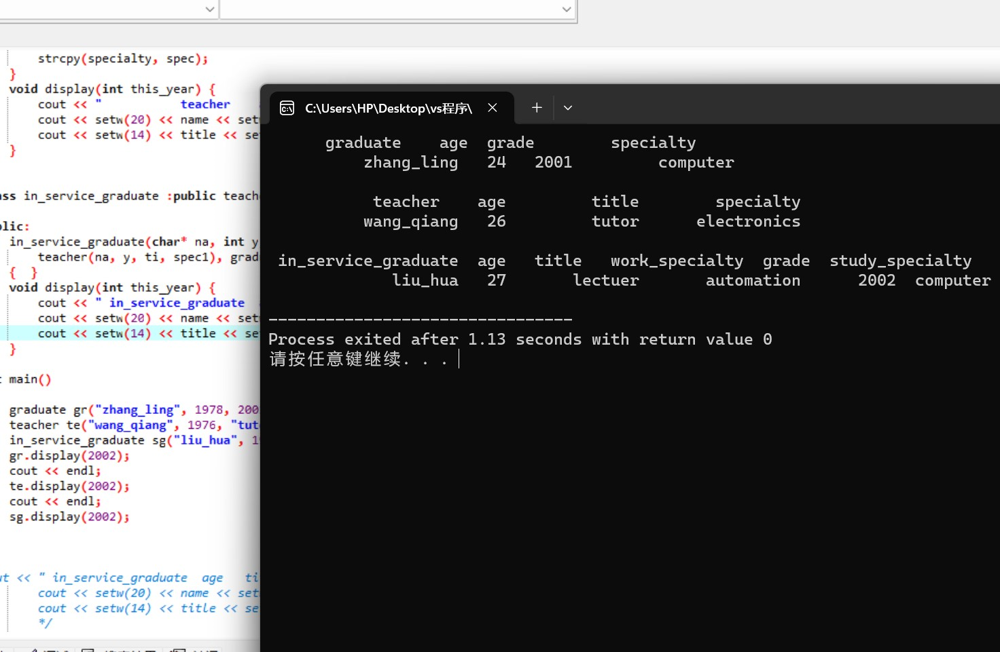 strcpy(specialty, spec);
}
void display(int this_year) {
cout << "           teacher
cout << setw(20) << name << set
cout << setw(14) << title << se
}
in_service_graduate :public teach
public:
in_service_graduate(char* na, int y
teacher(na, y, ti, spec1), grad
{  }
void display(int this_year) {
cout << " in_service_graduate
cout << setw(20) << name << set
cout << setw(14) << title << se
}
main()
graduate gr("zhang_ling", 1978, 200
teacher te("wang_qiang", 1976, "tut
in_service_graduate sg("liu_hua", 1
gr.display(2002);
cout << endl;
te.display(2002);
cout << endl;
sg.display(2002);
<< " in_service_graduate  age   ti
cout << setw(20) << name << set
cout << setw(14) << title << se
*/
C:\Users\HP\Desktop\vs程序\
graduate    age  grade        specialty
zhang_ling   24   2001         computer
teacher    age         title        specialty
wang_qiang   26         tutor      electronics
in_service_graduate  age   title   work_specialty  grade  study_specialty
liu_hua   27       lectuer       automation      2002  computer
--------------------------------
Process exited after 1.13 seconds with return value 0
请按任意键继续. . .